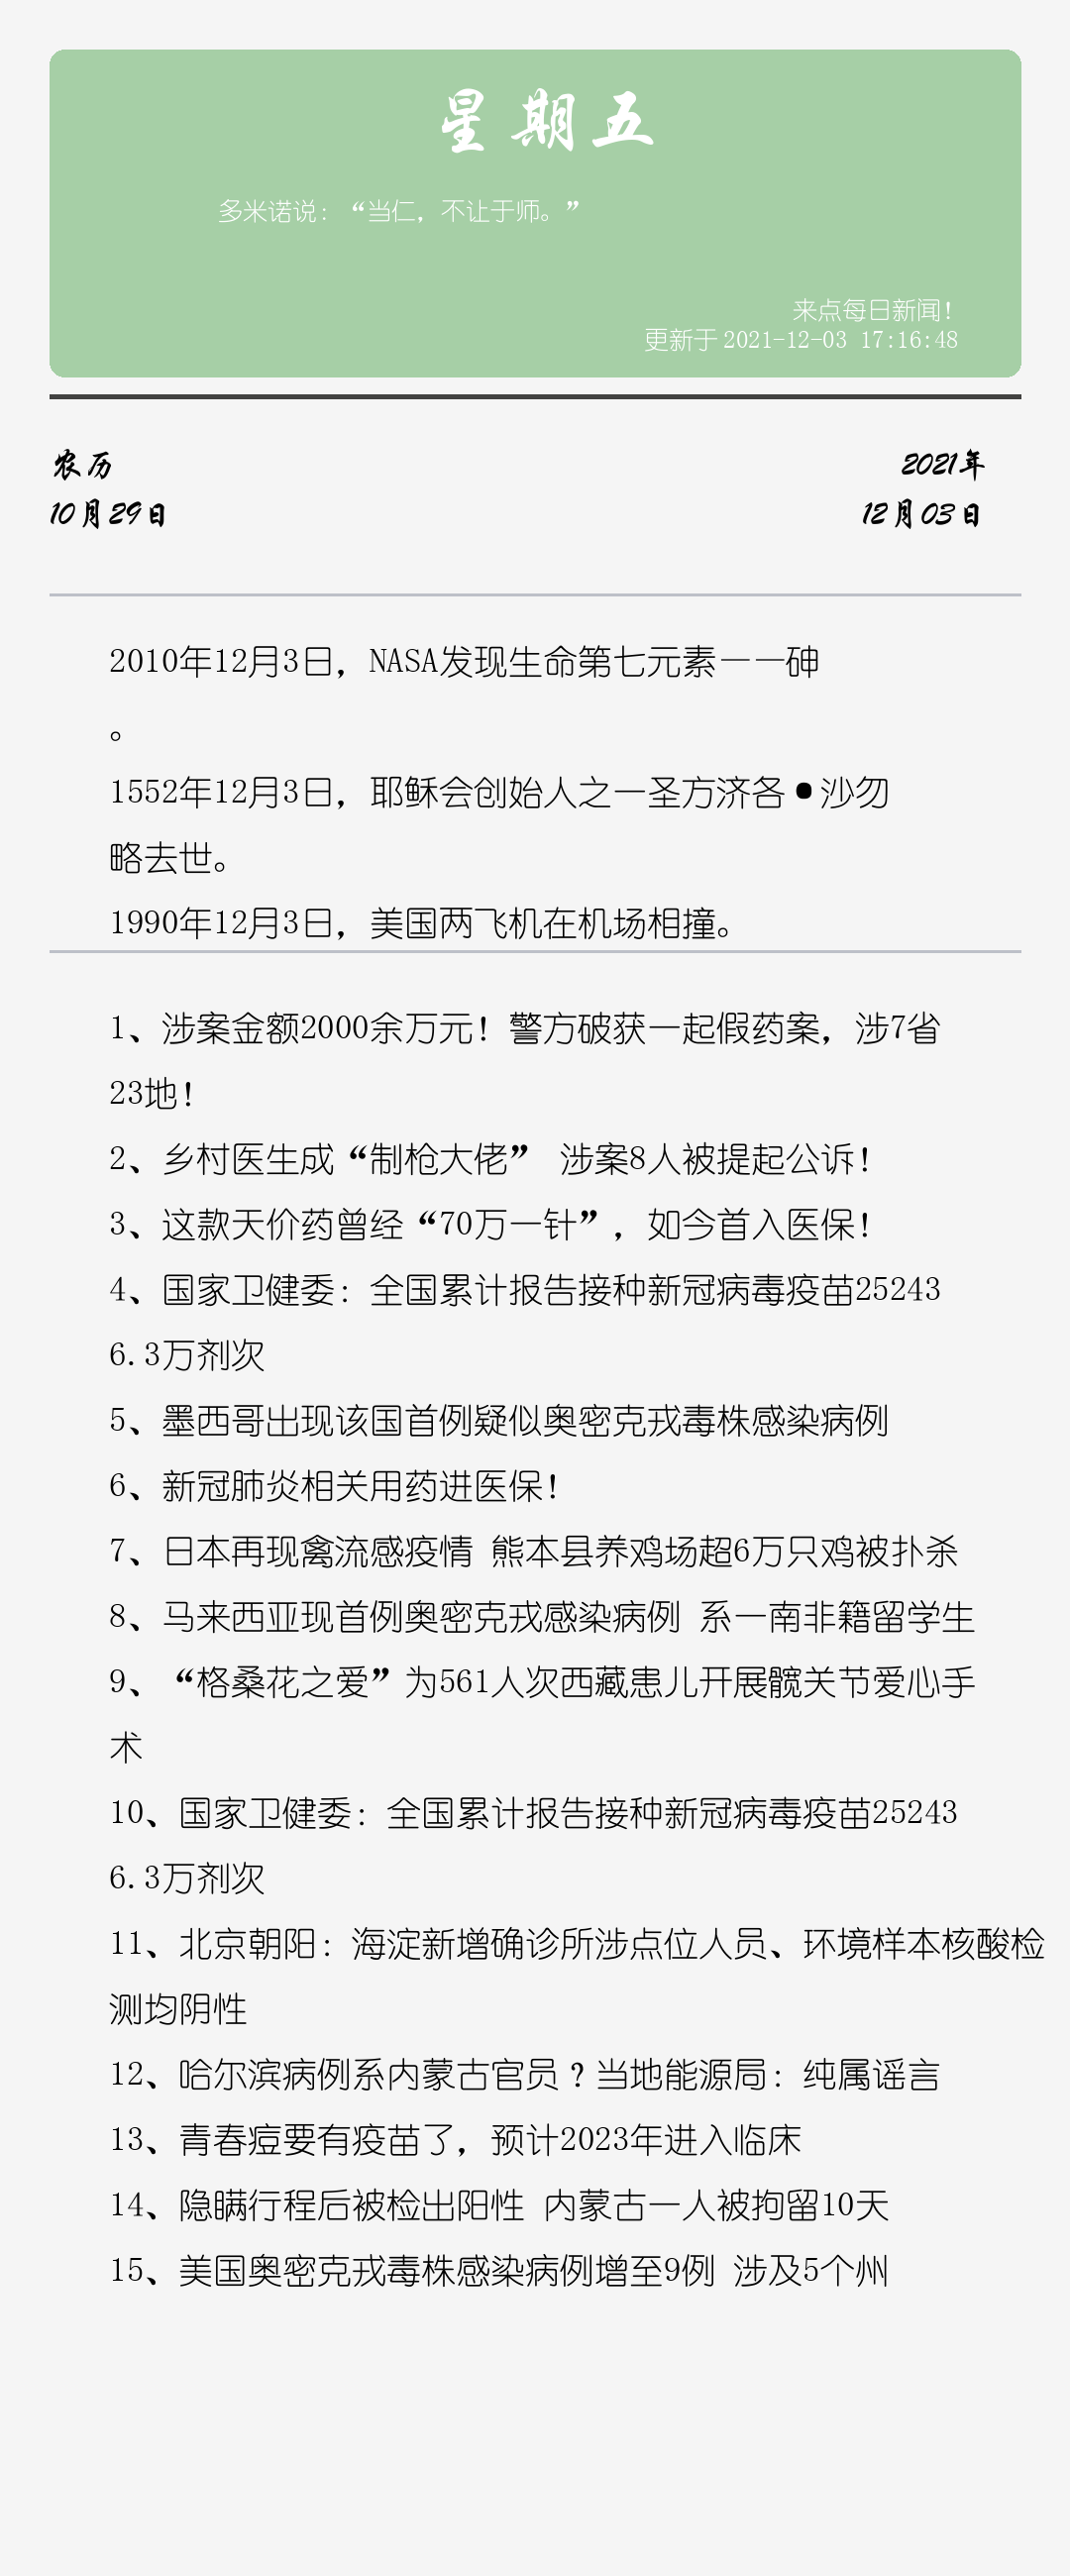 星期五
多米诺说：“当仁，不让于师。”
来点每日新闻！
更新于 2021-12-03 17:16:48
农历
2021年
10月29日
12月03日
2010年12月3日，NASA发现生命第七元素——砷
。
1552年12月3日，耶稣会创始人之一圣方济各•沙勿
略去世。
1990年12月3日，美国两飞机在机场相撞。
1、涉案金额2000余万元！警方破获一起假药案，涉7省
23地！
2、乡村医生成“制枪大佬” 涉案8人被提起公诉！
3、这款天价药曾经“70万一针”，如今首入医保！
4、国家卫健委：全国累计报告接种新冠病毒疫苗25243
6.3万剂次
5、墨西哥出现该国首例疑似奥密克戎毒株感染病例
6、新冠肺炎相关用药进医保！
7、日本再现禽流感疫情 熊本县养鸡场超6万只鸡被扑杀
8、马来西亚现首例奥密克戎感染病例 系一南非籍留学生
9、“格桑花之爱”为561人次西藏患儿开展髋关节爱心手
术
10、国家卫健委：全国累计报告接种新冠病毒疫苗25243
6.3万剂次
11、北京朝阳：海淀新增确诊所涉点位人员、环境样本核酸检
测均阴性
12、哈尔滨病例系内蒙古官员？当地能源局：纯属谣言
13、青春痘要有疫苗了，预计2023年进入临床
14、隐瞒行程后被检出阳性 内蒙古一人被拘留10天
15、美国奥密克戎毒株感染病例增至9例 涉及5个州